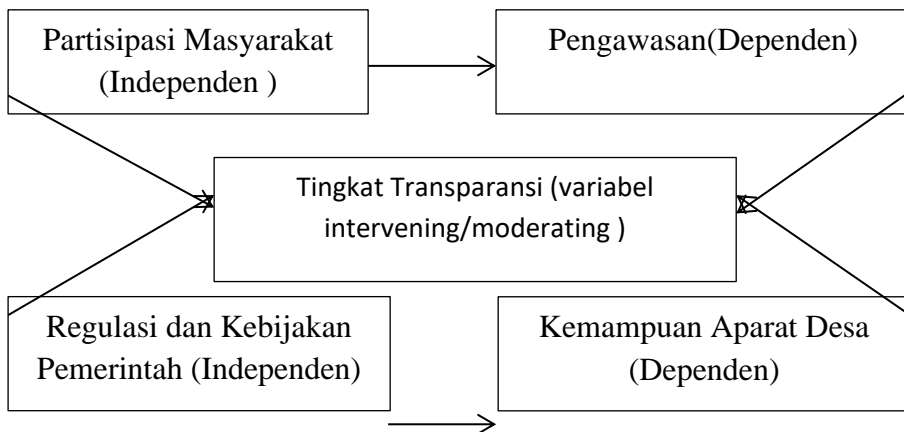 Partisipasi Masyarakat
(Independen )
Pengawasan(Dependen)
Tingkat Transparansi (variabel
intervening/moderating )
Regulasi dan Kebijakan
Pemerintah (Independen)
Kemampuan Aparat Desa
(Dependen)